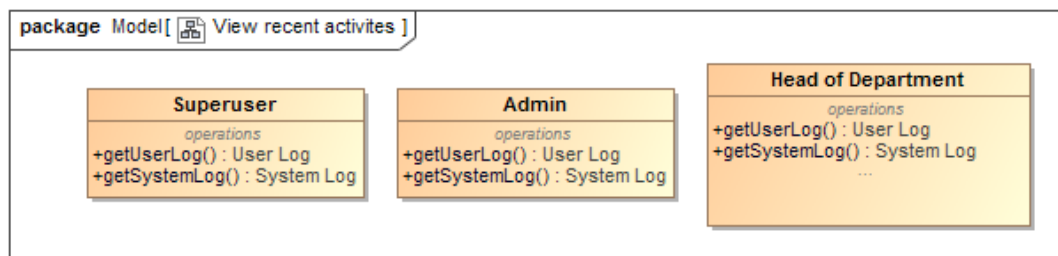 package Model[ View recent activites ]
Superuser
operations
+getUserLog() : User Log
+getSystemLog() : System Log
Admin
operations
+getUserLog() : User Log
+getSystemLog() : System Log
Head of Department
operations
+getUserLog() : User Log
+getSystemLog() : System Log
...